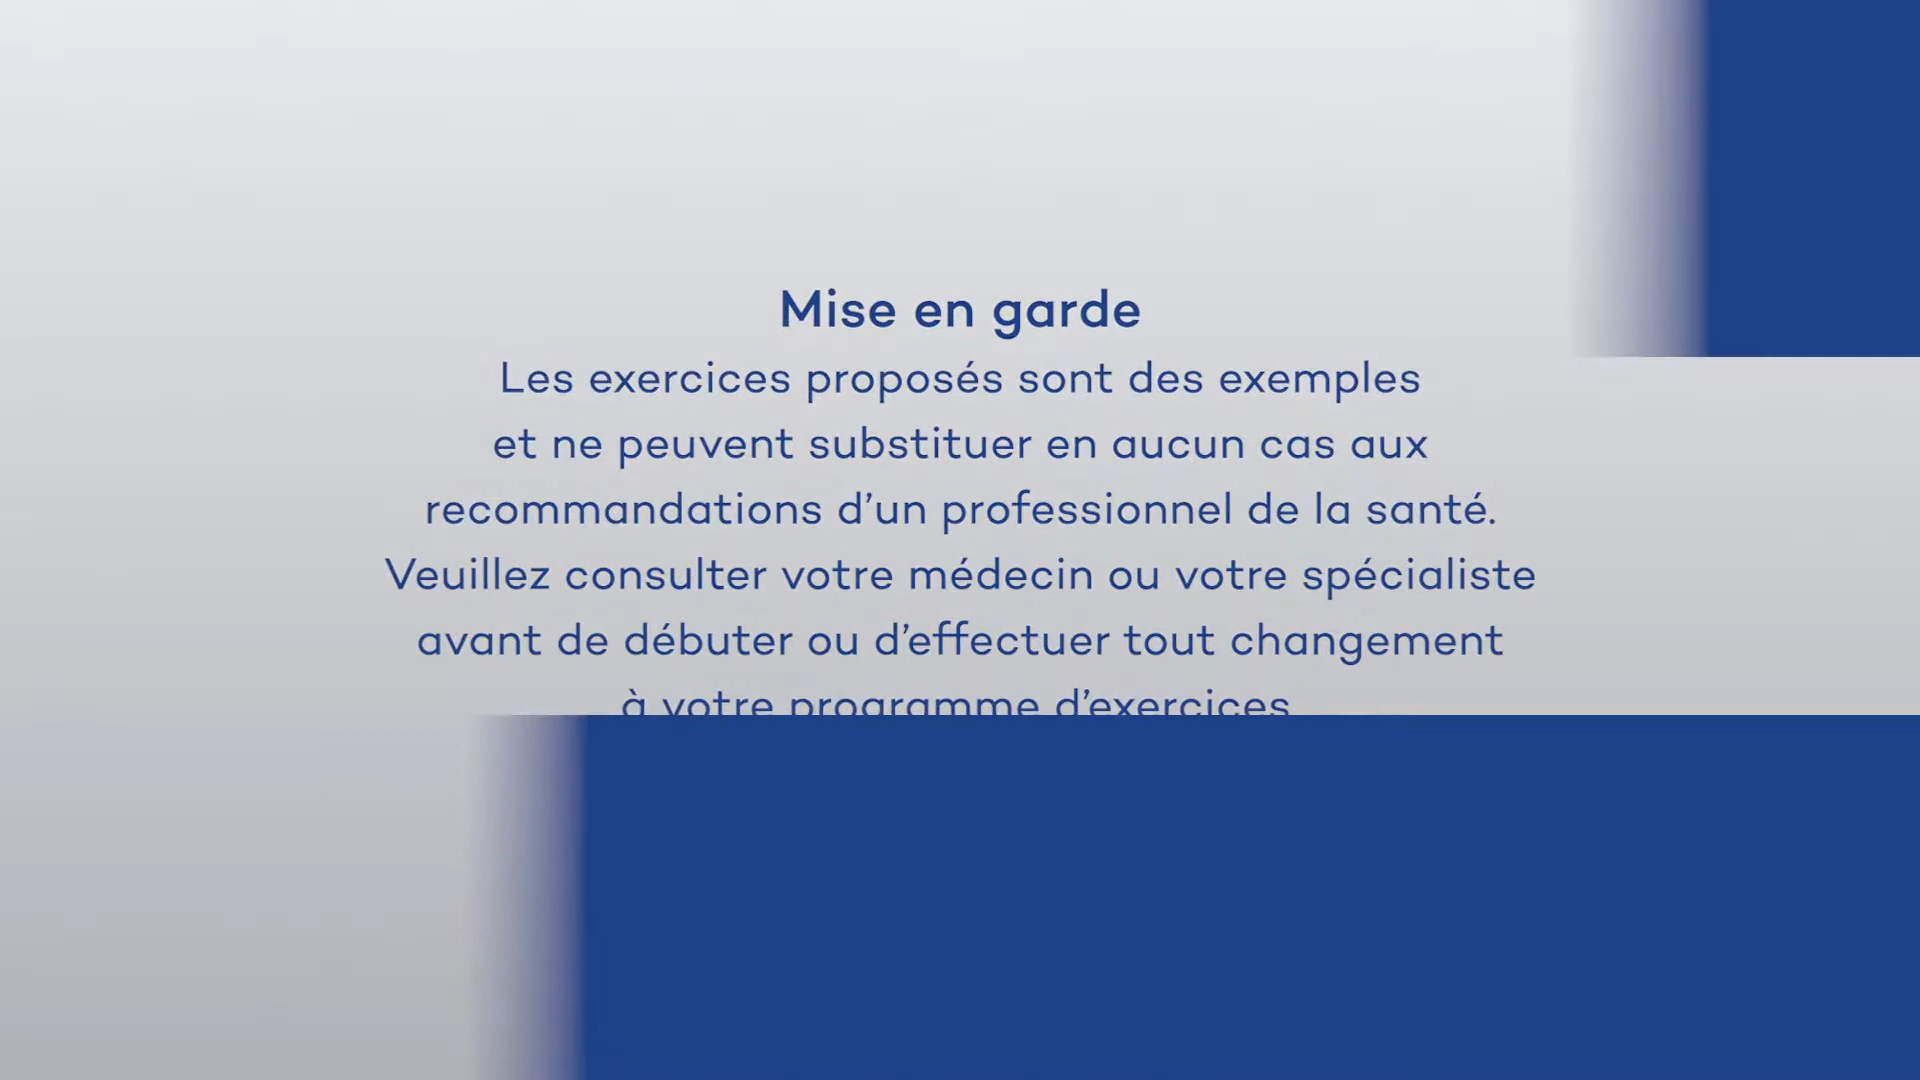 Mise en garde
Les exercices proposés sont des exemples
et ne peuvent substituer en aucun cas aux
recommandations d’un professionnel de la santé.
Veuillez consulter votre médecin ou votre spécialiste
avant de débuter ou d’effectuer tout changement
à votre programme d’exercices